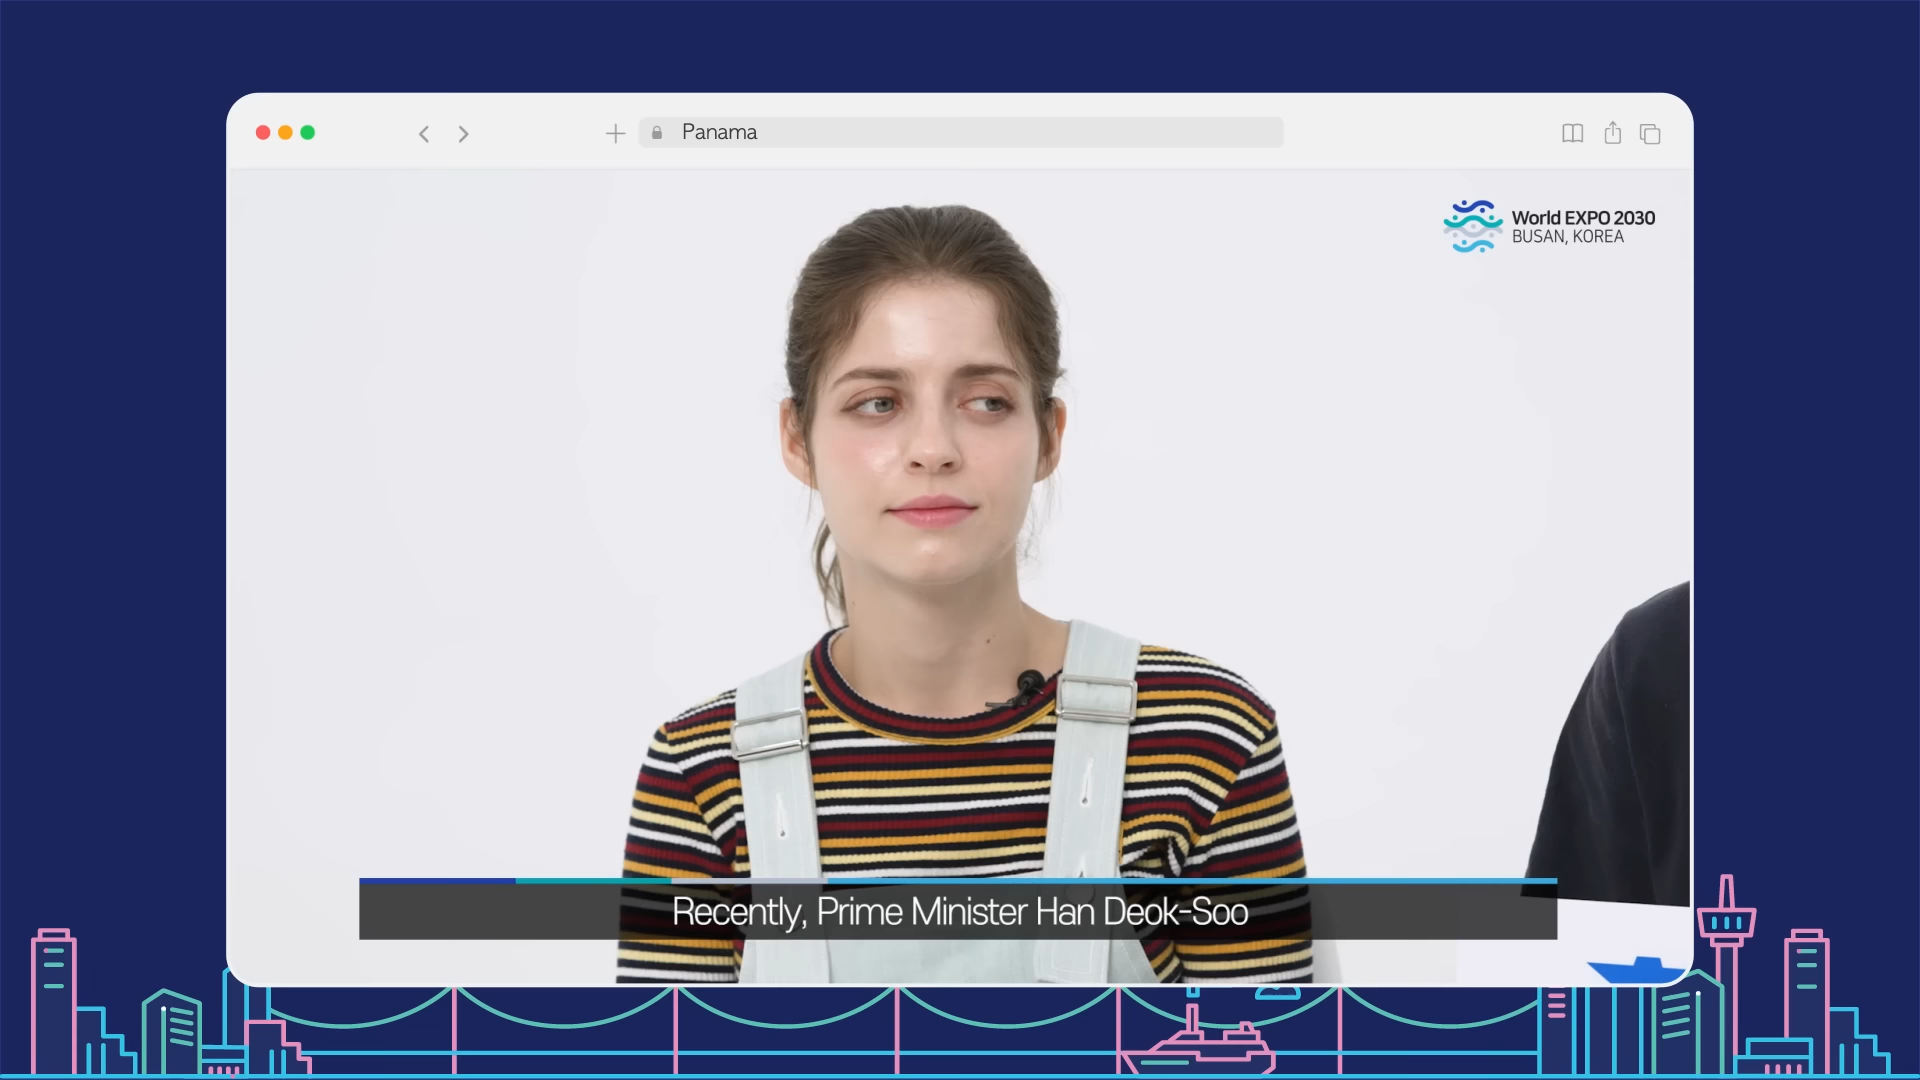 Panama
World EXPO 2030
BUSAN, KOREA
Recently, Prime Minister Han Deok-Soo